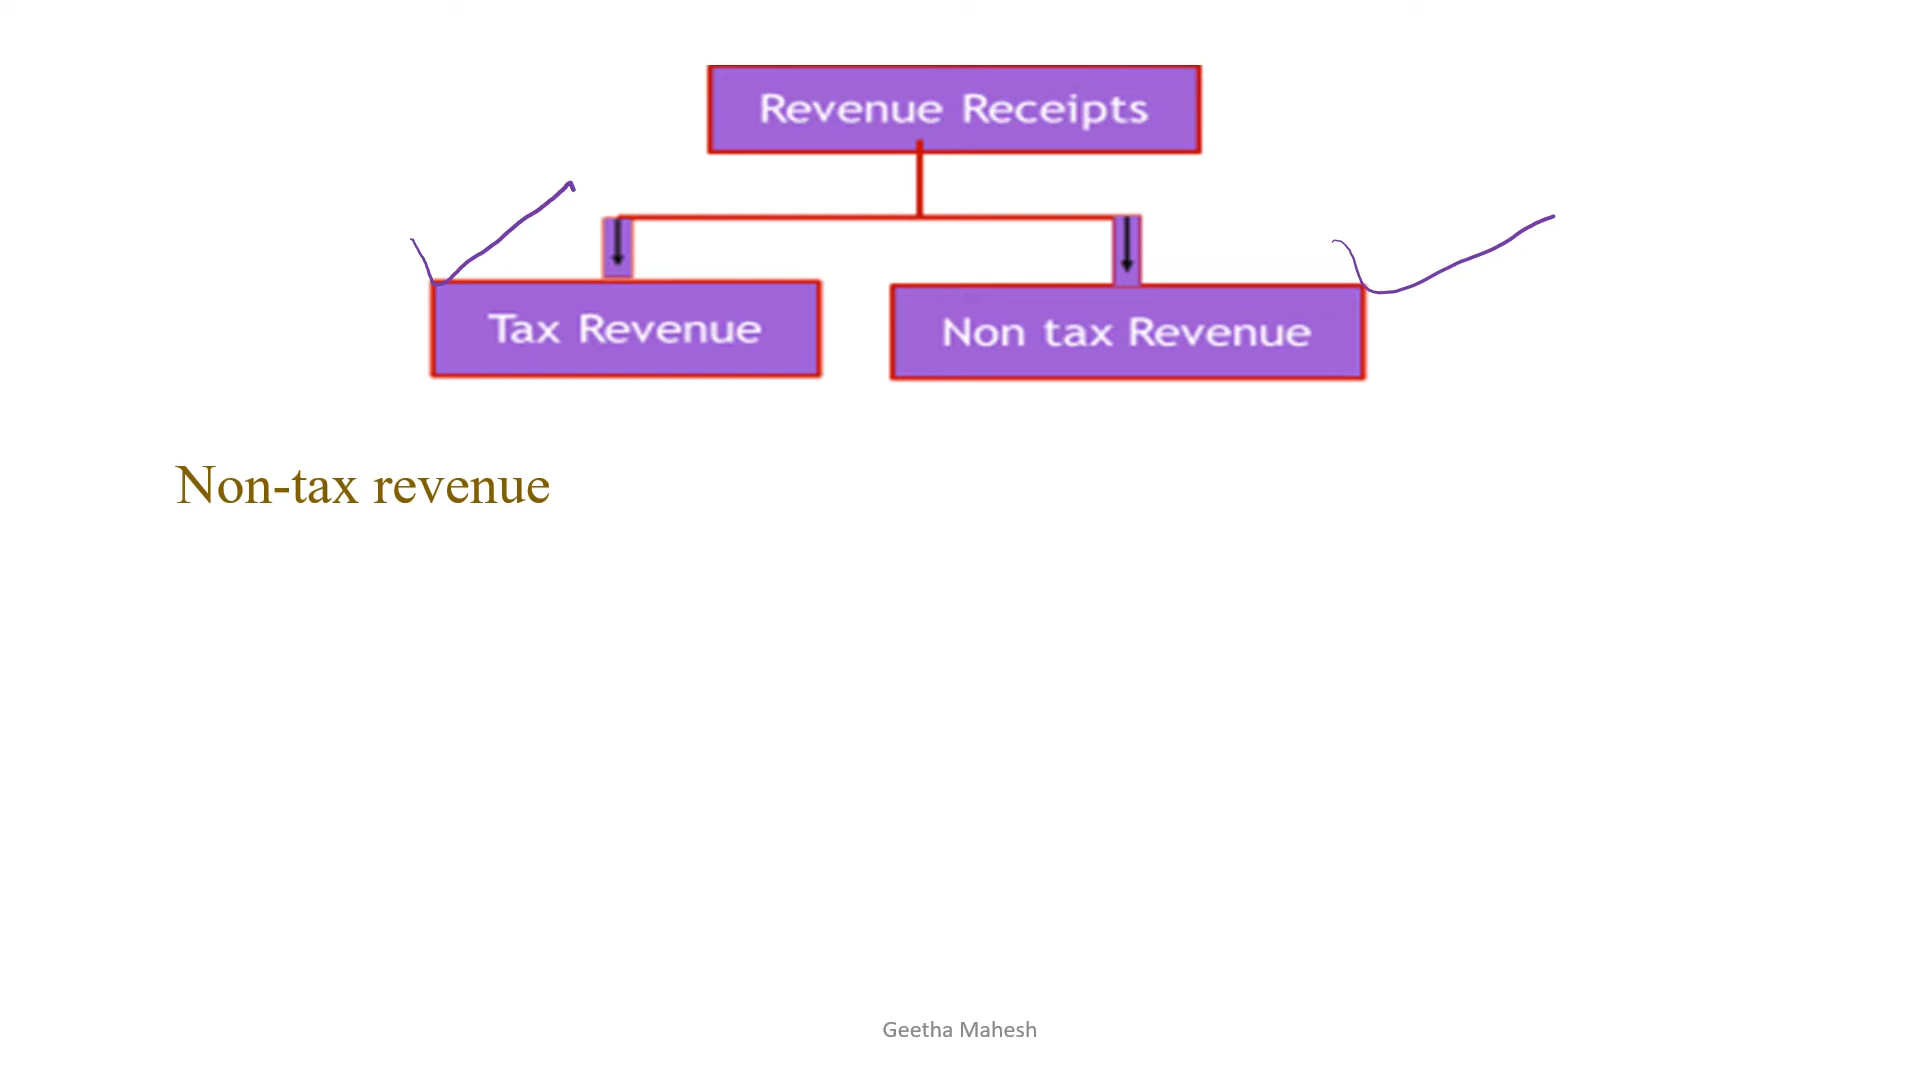 Revenue Receipts
Tax Revenue
Non tax Revenue
Non-tax revenue
Geetha Mahesh